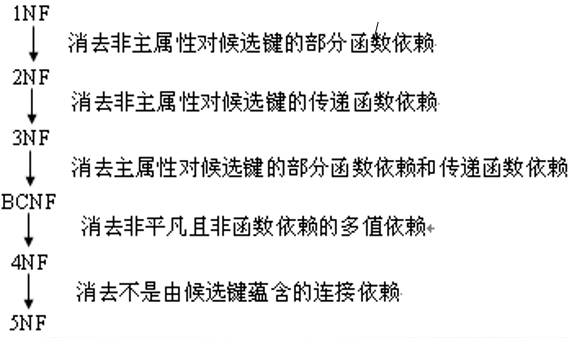 1NF
消去非主属性对候选键的部分函数依赖
2NF
消去非主属性对候选键的传递函数依赖
3NF
消去主属性对候选键的部分函数依赖和传递函数依赖
BCNF
消去非平凡且非函数依赖的多值依赖
4NF
消去不是由候选键蕴含的连接依赖
5NF